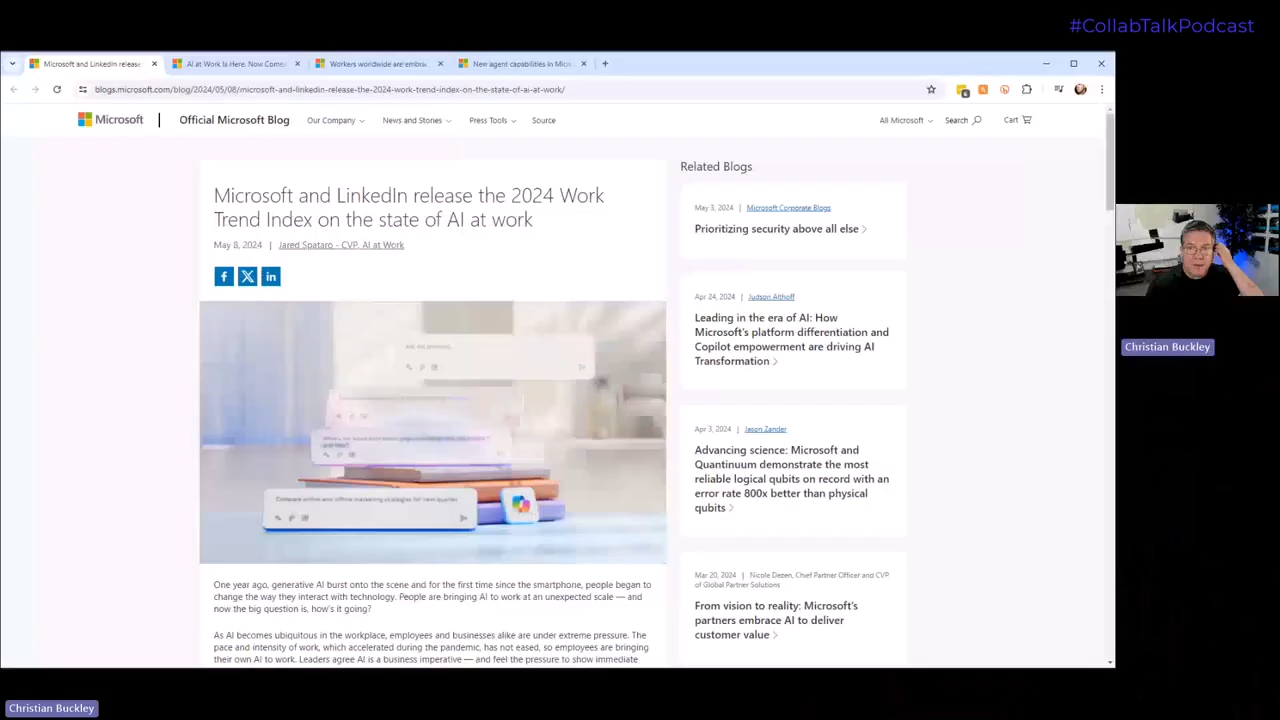 #CollabTalkPodcast
Microsoft and LinkedIn release
AI at Work Is Here. Now Comes
Workers worldwide are embra
New agent capabilities in Micr
blogs.microsoft.com/blog/2024/05/08/microsoft-and-linkedin-release-the-2024-work-trend-index-on-the-state-of-ai-at-work/
Microsoft
Official Microsoft Blog
Our Company
News and Stories
Press Tools
Source
All Microsoft
Search
Cart
Microsoft and LinkedIn release the 2024 Work
Trend Index on the state of AI at work
May 8, 2024 | Jared Spataro - CVP, AI at Work
One year ago, generative AI burst onto the scene and for the first time since the smartphone, people began to
change the way they interact with technology. People are bringing AI to work at an unexpected scale — and
now the big question is, how's it going?
As AI becomes ubiquitous in the workplace, employees and businesses alike are under extreme pressure. The
pace and intensity of work, which accelerated during the pandemic, has not eased, so employees are bringing
their own AI to work. Leaders agree AI is a business imperative — and feel the pressure to show immediate
Related Blogs
May 3, 2024 | Microsoft Corporate Blogs
Prioritizing security above all else
Apr 24, 2024 | Judson Althoff
Leading in the era of AI: How
Microsoft's platform differentiation and
Copilot empowerment are driving AI
Transformation
Apr 3, 2024 | Jason Zander
Advancing science: Microsoft and
Quantinuum demonstrate the most
reliable logical qubits on record with an
error rate 800x better than physical
qubits
Mar 20, 2024 | Nicole Dezen, Chief Partner Officer and CVP
of Global Partner Solutions
From vision to reality: Microsoft's
partners embrace AI to deliver
customer value
Christian Buckley
Christian Buckley